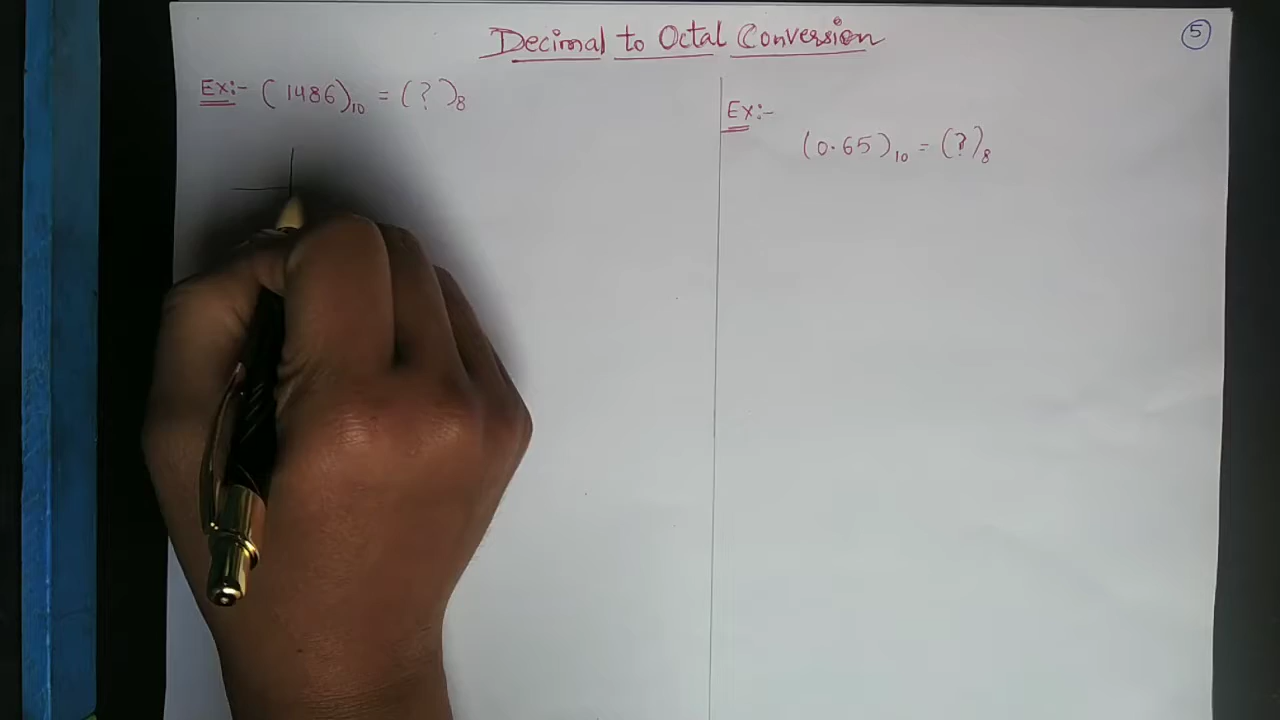 Decimal to Octal Conversion
5
Ex:- (1486)₁₀ = (?)₈
Ex:-
(0.65)₁₀ = (?)₈